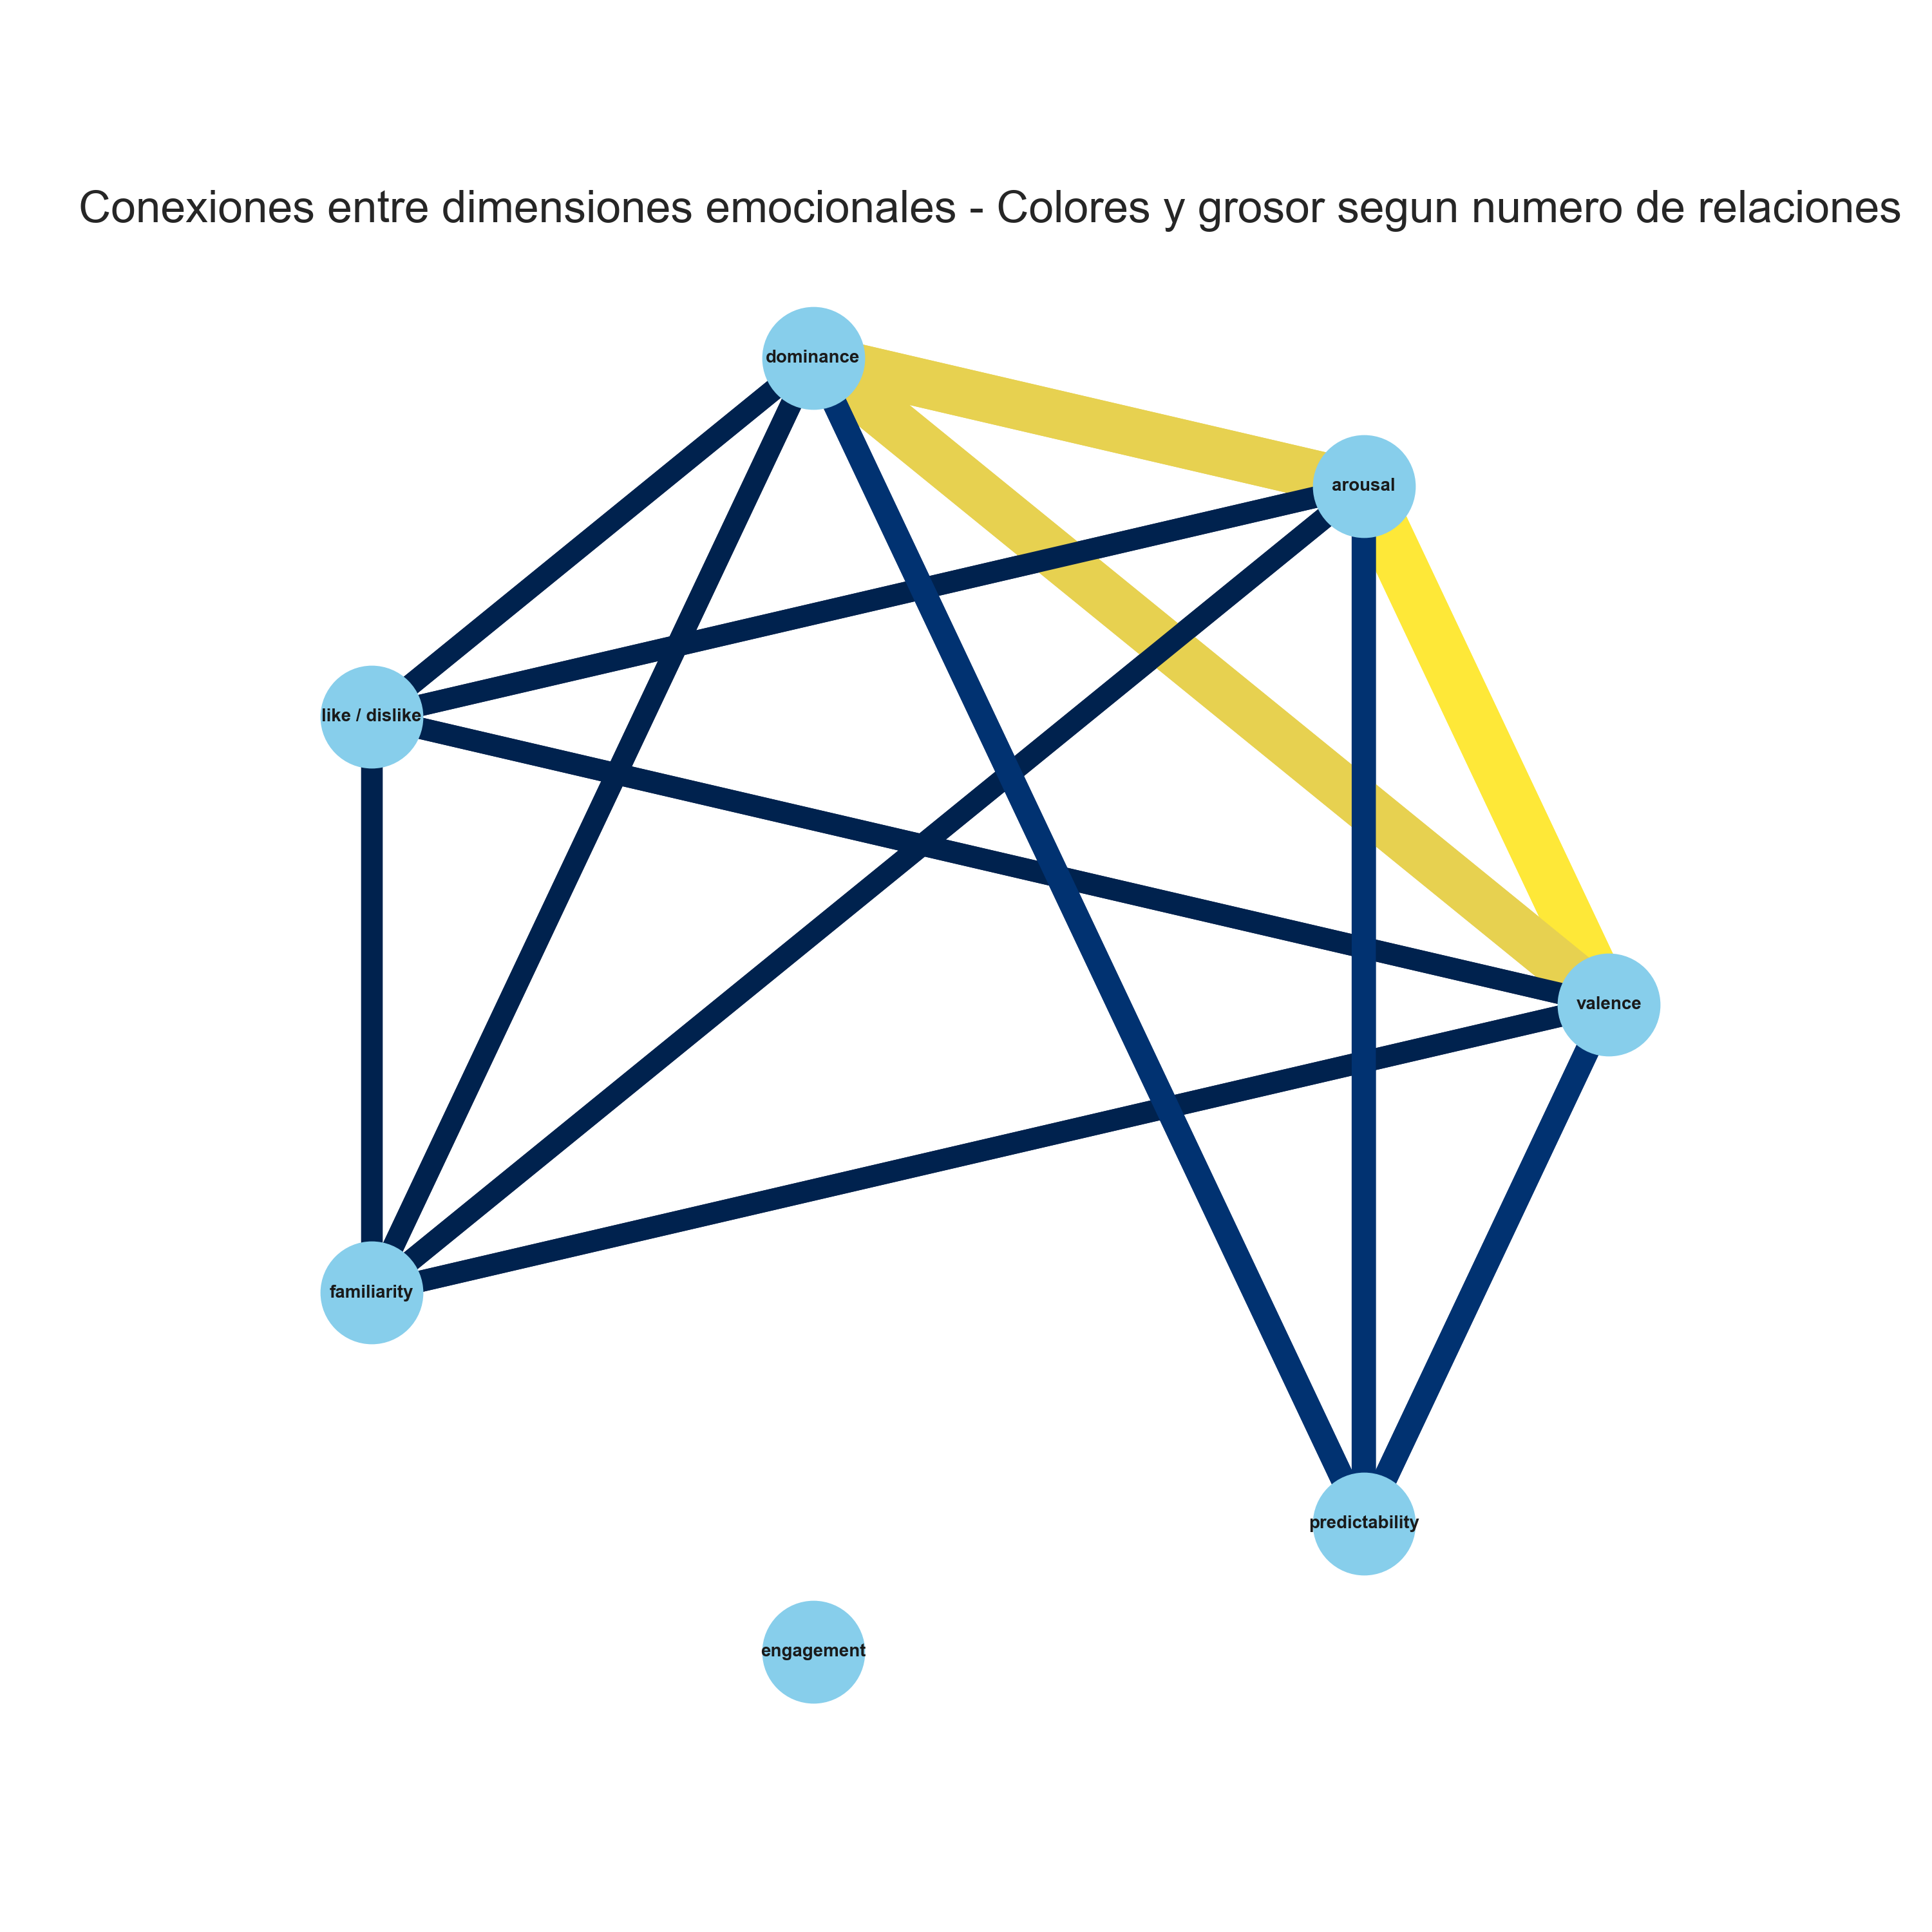 Conexiones entre dimensiones emocionales - Colores y grosor segun numero de relaciones
dominance
arousal
like / dislike
valence
familiarity
predictability
engagement